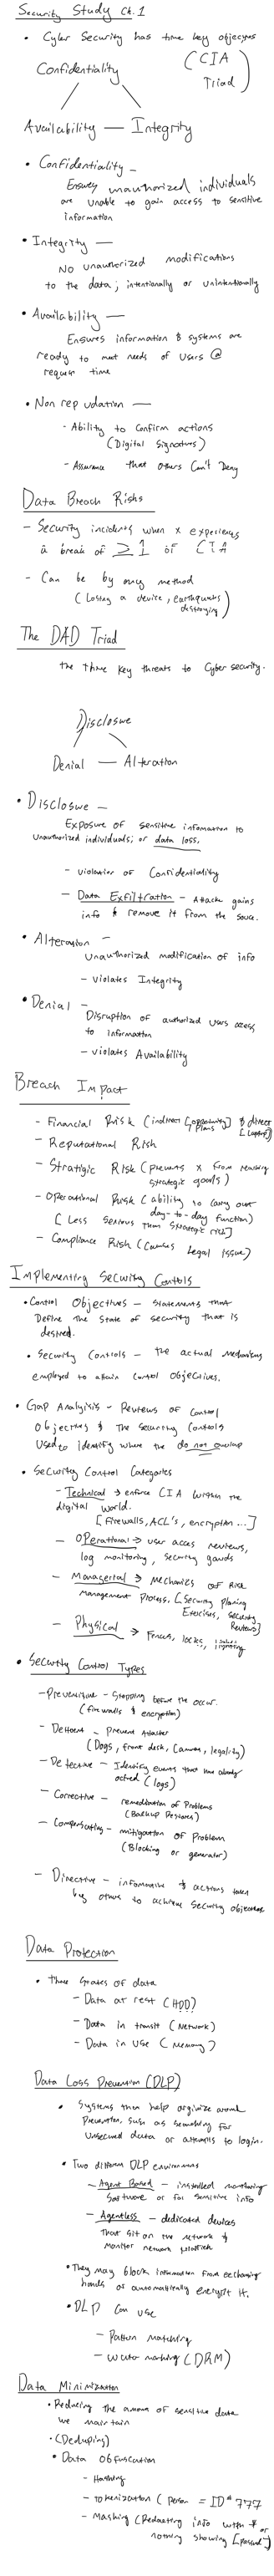 Security Study Ch. 1
• Cyber Security has three key objectives
(CIA Triad)
Confidentiality
Availability — Integrity
• Confidentiality —
Ensures unauthorized individuals
are unable to gain access to sensitive
information
• Integrity —
No unauthorized modifications
to the data; intentionally or unintentionally
• Availability —
Ensures information & systems are
ready to meet needs of users @
request time
• Non repudation —
- Ability to confirm actions
(Digital Signatures)
- Assurance that others can't Deny
Data Breach Risks
- Security incidents when x experiences
a break of ≥ 1 of CIA
- Can be by any method
(Losing a device, earthquakes
destroying)
The DAD Triad
the three key threats to Cyber security.
Disclosure
Denial — Alteration
• Disclosure —
Exposure of sensitive information to
unauthorized individuals; or data loss.
- violation of Confidentiality
- Data Exfiltration - Attack gains
info & remove it from the source.
• Alteration —
Unauthorized modification of info
- violates Integrity
• Denial —
Disruption of authorized users access
to information
- violates Availability
Breach Impact
- Financial Risk (indirect [opportunity plans] & direct [Laptop])
- Reputational Risk
- Stratigic Risk (prevents x from reaching
strategic goals)
- Operational Risk (ability to carry out
day-to-day function)
[Less serious than strategic risk]
- Compliance Risk (causes Legal issue)
Implementing Security Controls
• Control Objectives - statements that
Define the state of security that is
desired.
• Security Controls - the actual mechanisms
employed to attain control objectives.
• Gap Analysis - Reviews of control
objectives & the security controls
Used to identify where the do not overlap
• Security Control Categories
- Technical → enforce CIA within the
digital world.
[Firewalls, ACL's, encryption ...]
- Operational → user access reviews,
log monitoring, security gaurds
- Managerial → Mechanics of Risk
Management process. [Security planning
Exercises, Security
Reviews]
- Physical → Fences, locks, lighting
• Security Control Types
- Preventitive - Stopping before the occur.
(firewalls & encryption)
- Deterrent - Prevent Attacker
(Dogs, front desk, Cameras, legality)
- Detective - Identify events that have already
occured (logs)
- Corrective - remediation of Problems
(Backup Restores)
- Compensating - mitigation of Problem
(Blocking or generator)
- Directive - informative & actions taken
by others to achieve security objectives
Data Protection
• three states of data
- Data at rest (HDD?)
- Data in transit (Network)
- Data in use (Memory)
Data Loss Prevention (DLP)
• Systems then help orginize around
Prevention, such as searching for
unsecured data or attempts to login.
• Two different DLP environments
- Agent Based - installed monitoring
software or for sensitive info
- Agentless - dedicated devices
that sit on the network &
monitor network
• They may block information from exchanging
hands or automatically encrypt it.
• DLP can use
- Pattern matching
- Water marking (DRM)
Data Minimization
• Reducing the amount of sensitive data
we maintain
• (Deduping)
• Data Obfuscation
- Hashing
- tokenization (person = ID# 777
- Masking (Redacting info with * or
nothing showing